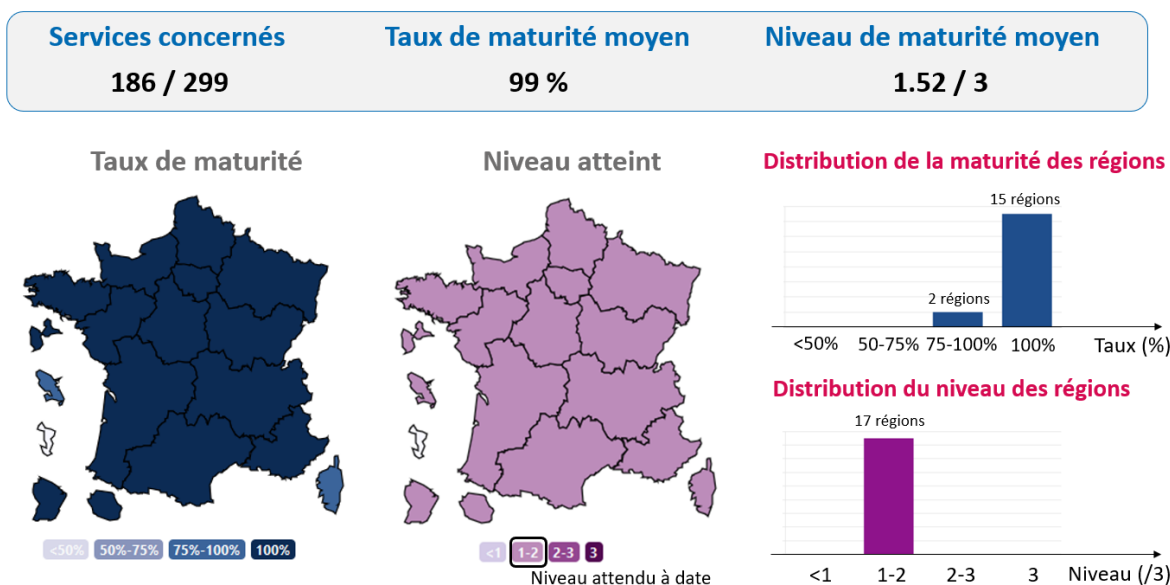 Services concernés
186 / 299
Taux de maturité moyen
99 %
Niveau de maturité moyen
1.52 / 3
Taux de maturité
<50%
50%-75%
75%-100%
100%
Niveau atteint
<1
1-2
2-3
3
Niveau attendu à date
Distribution de la maturité des régions
15 régions
2 régions
<50%
50-75%
75-100%
100%
Taux (%)
Distribution du niveau des régions
17 régions
<1
1-2
2-3
3
Niveau (/3)